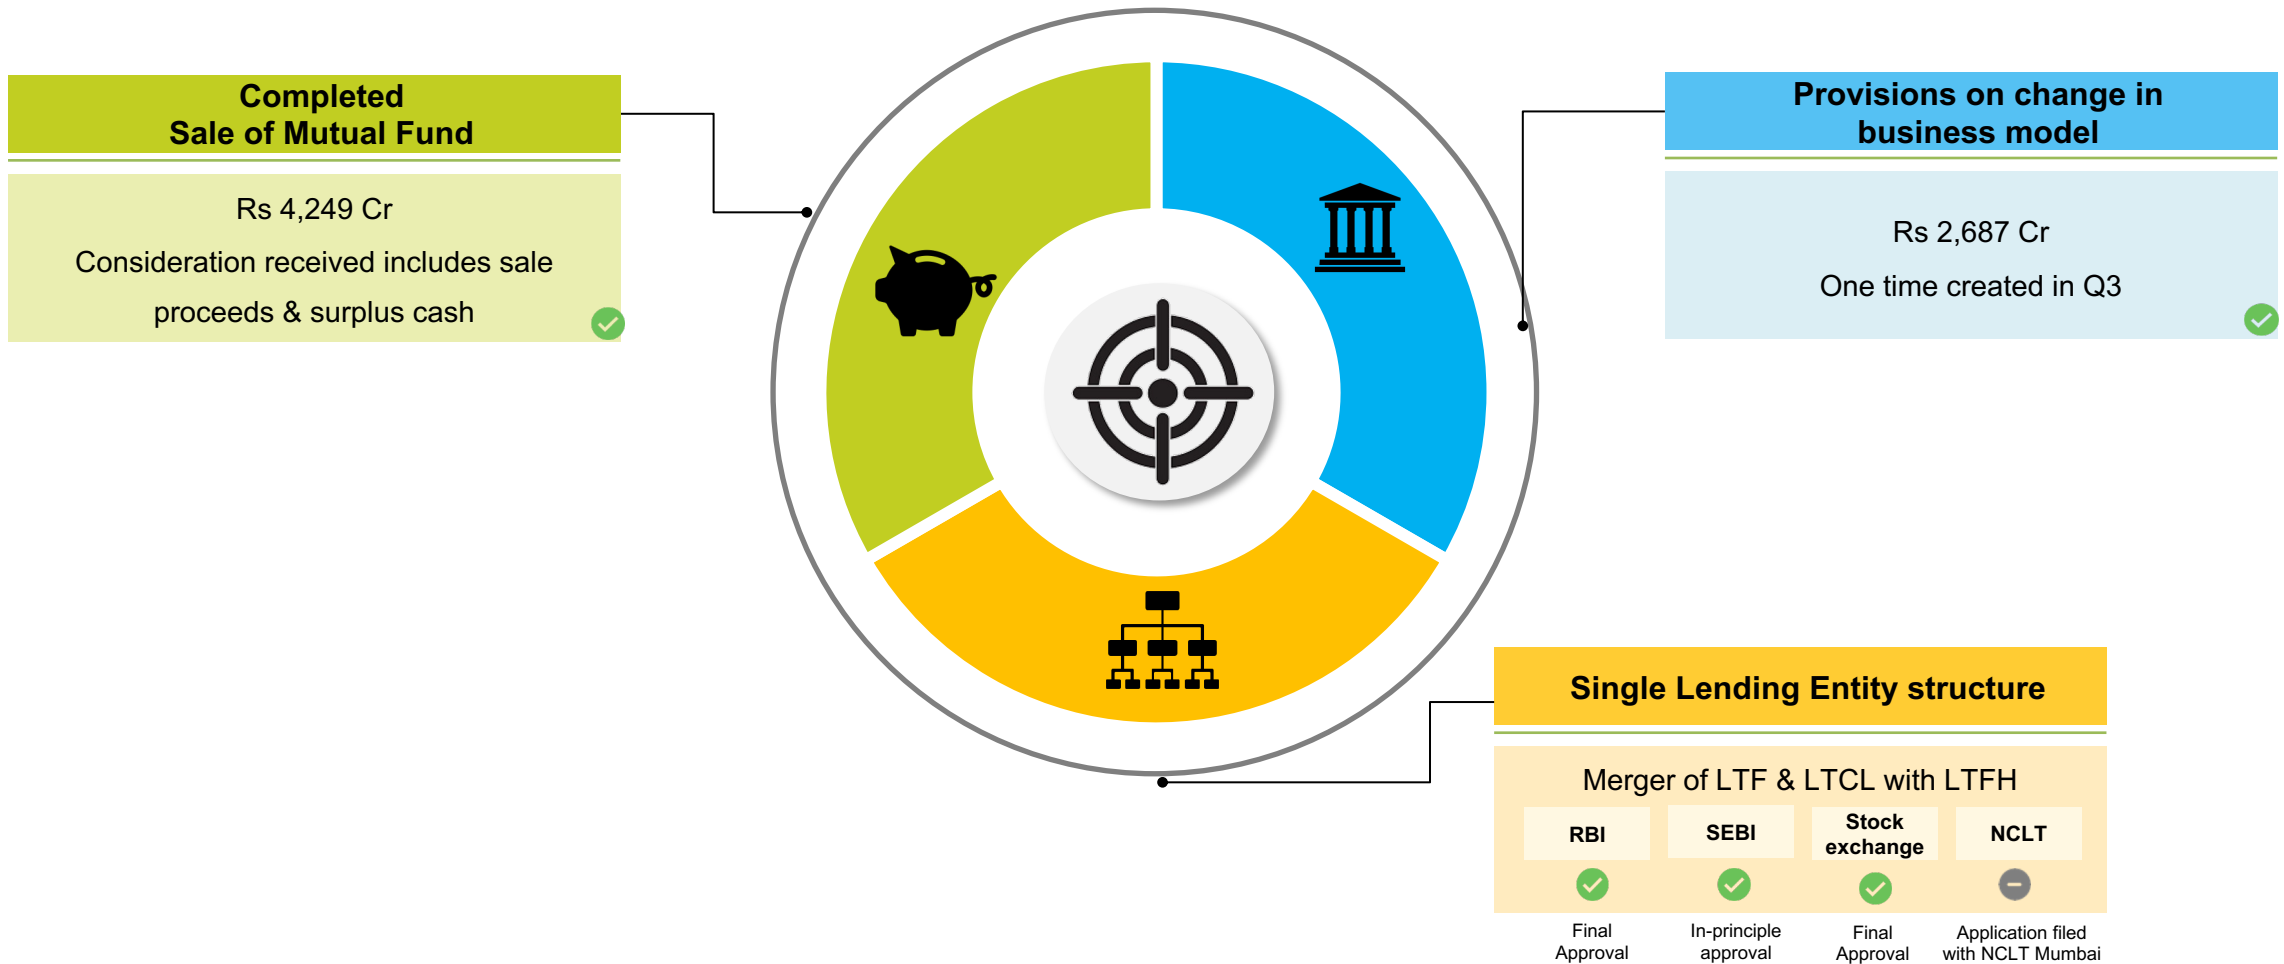 Completed
Sale of Mutual Fund
Rs 4,249 Cr
Consideration received includes sale
proceeds & surplus cash
Provisions on change in
business model
Rs 2,687 Cr
One time created in Q3
Single Lending Entity structure
Merger of LTF & LTCL with LTFH
RBI
SEBI
Stock
exchange
NCLT
Final
Approval
In-principle
approval
Final
Approval
Application filed
with NCLT Mumbai